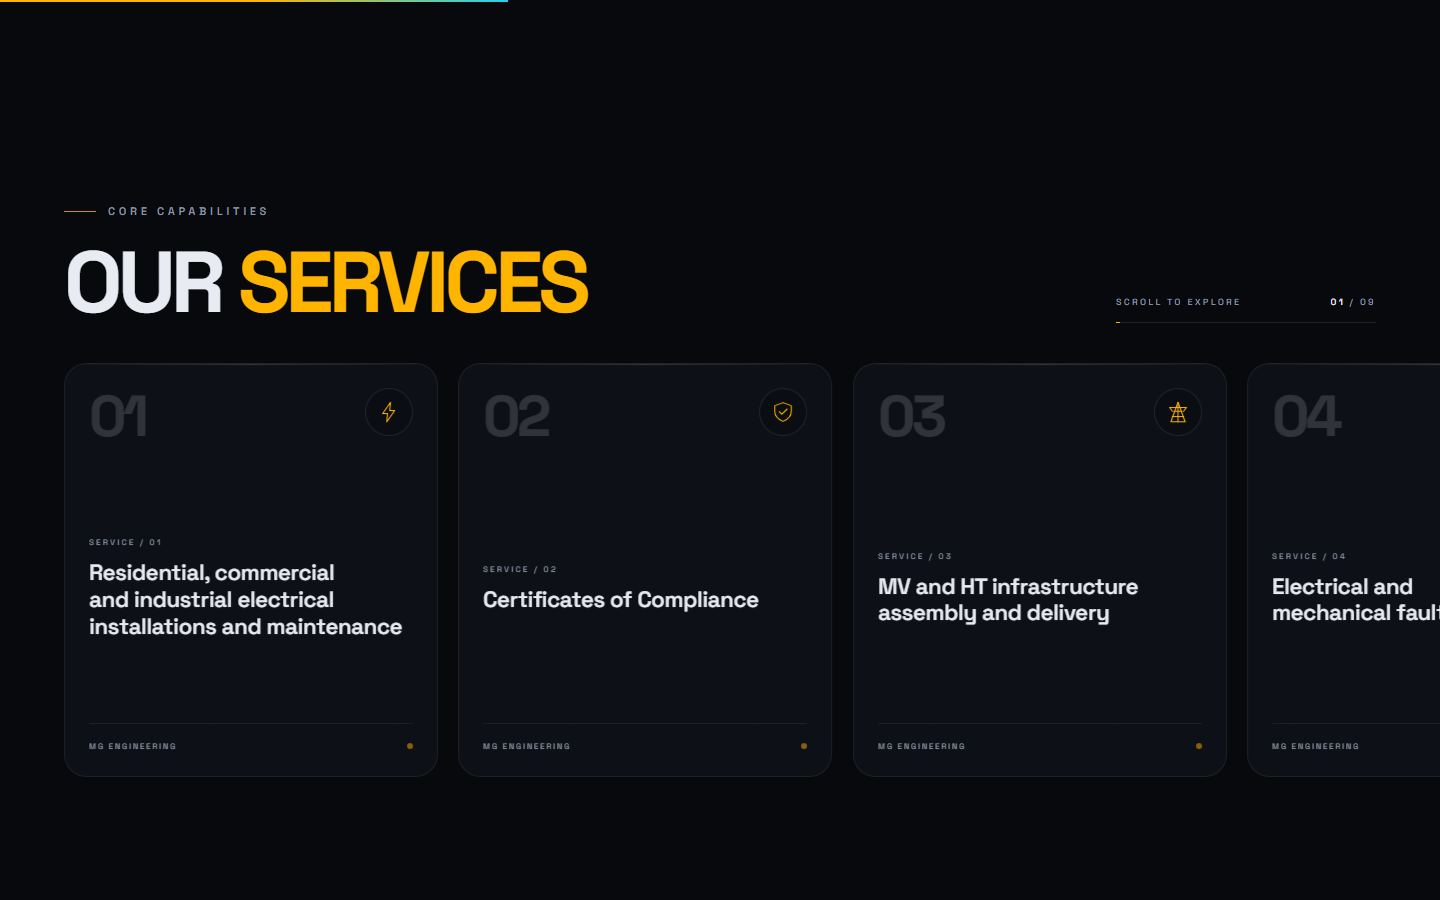 CORE CAPABILITIES
OUR SERVICES
SCROLL TO EXPLORE
01 / 09
01
SERVICE / 01
Residential, commercial
and industrial electrical
installations and maintenance
MG ENGINEERING
02
SERVICE / 02
Certificates of Compliance
MG ENGINEERING
03
SERVICE / 03
MV and HT infrastructure
assembly and delivery
MG ENGINEERING
04
SERVICE / 04
Electrical and
mechanical fault
MG ENGINEERING